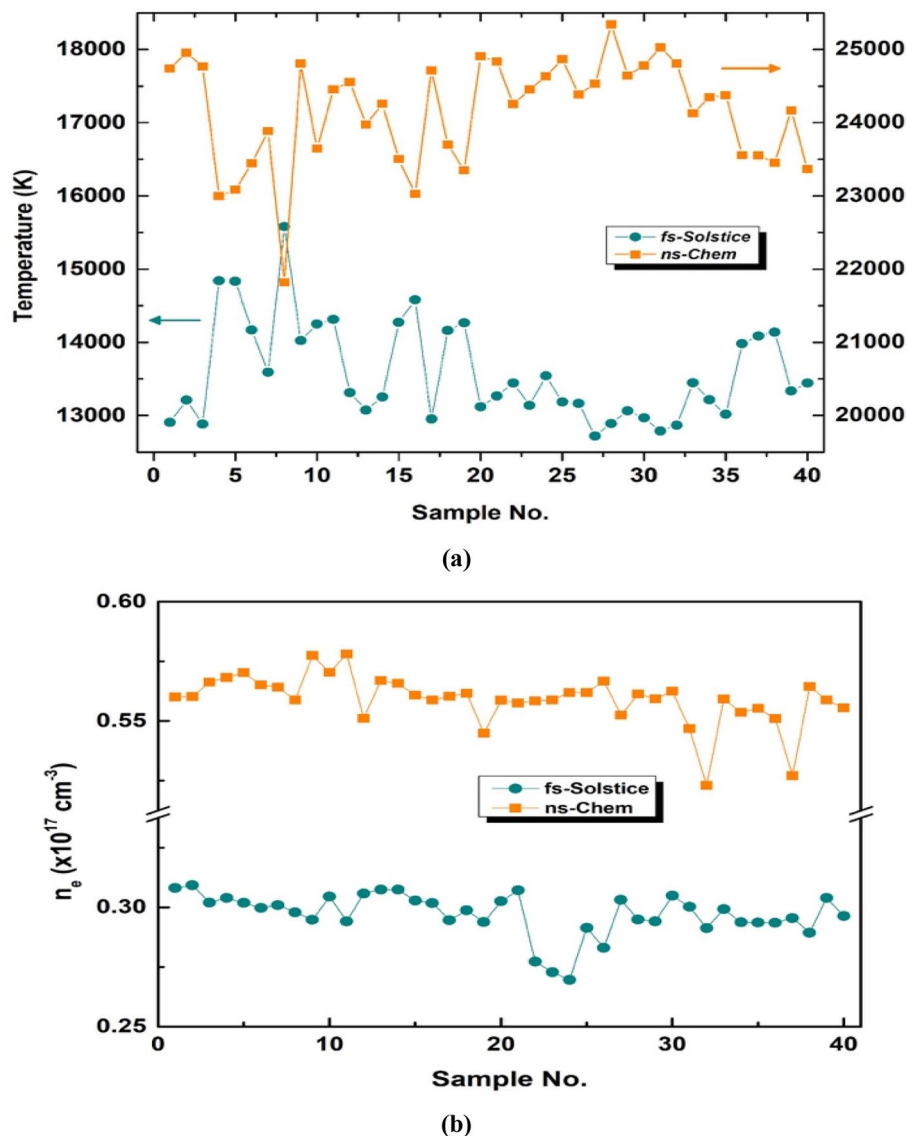 18000
17000
16000
15000
14000
13000
25000
24000
23000
22000
21000
20000
Temperature (K)
fs-Solstice
ns-Chem
0 5 10 15 20 25 30 35 40
Sample No.
(a)
0.60
0.55
0.30
0.25
n_e (x10^17 cm^-3)
fs-Solstice
ns-Chem
0 10 20 30 40
Sample No.
(b)